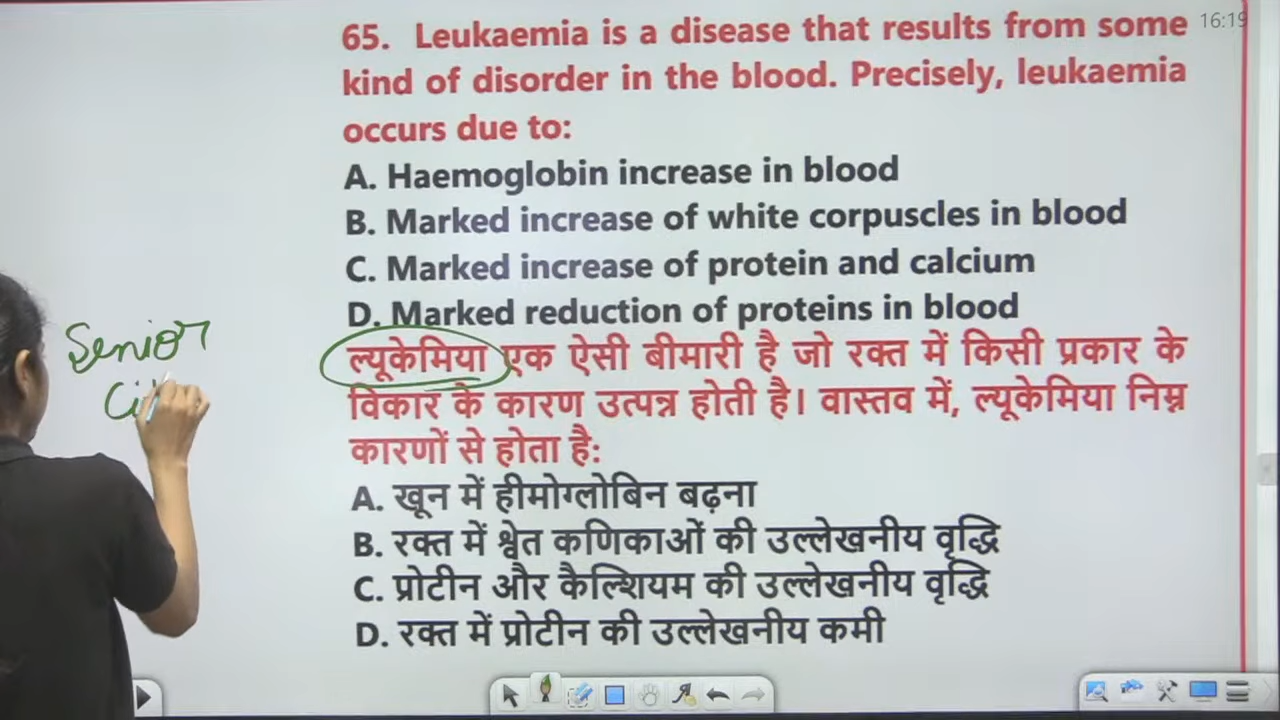 16:19
65. Leukaemia is a disease that results from some
kind of disorder in the blood. Precisely, leukaemia
occurs due to:
A. Haemoglobin increase in blood
B. Marked increase of white corpuscles in blood
C. Marked increase of protein and calcium
D. Marked reduction of proteins in blood
Senior
ल्यूकेमिया एक ऐसी बीमारी है जो रक्त में किसी प्रकार के
विकार के कारण उत्पन्न होती है। वास्तव में, ल्यूकेमिया निम्न
कारणों से होता है:
A. खून में हीमोग्लोबिन बढ़ना
B. रक्त में श्वेत कणिकाओं की उल्लेखनीय वृद्धि
C. प्रोटीन और कैल्शियम की उल्लेखनीय वृद्धि
D. रक्त में प्रोटीन की उल्लेखनीय कमी